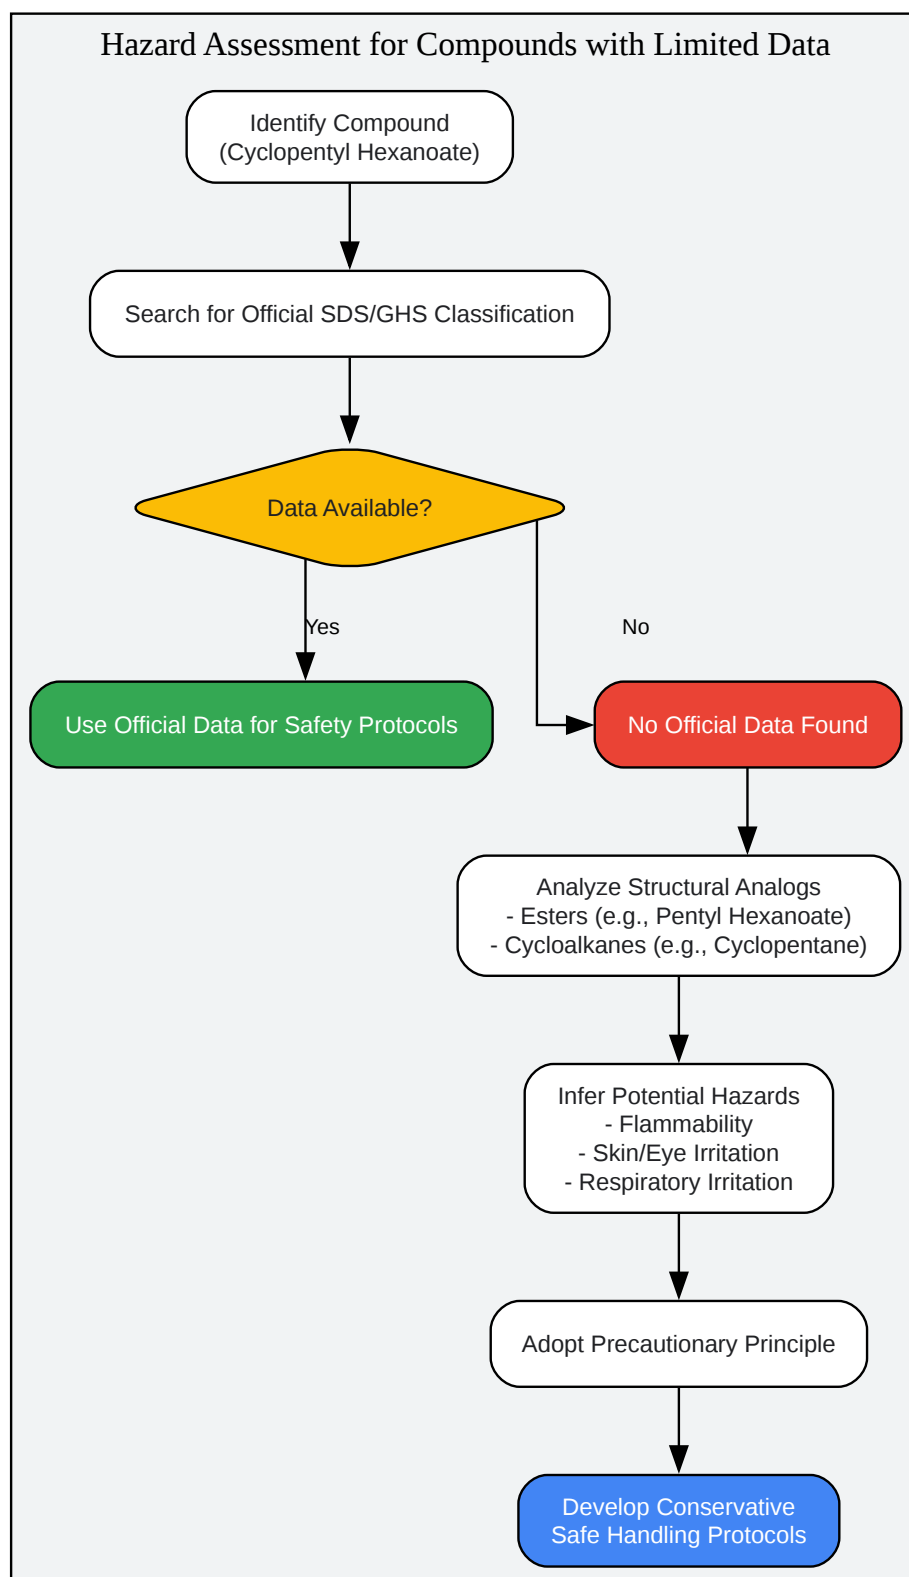 Hazard Assessment for Compounds with Limited Data
Identify Compound
(Cyclopentyl Hexanoate)
Search for Official SDS/GHS Classification
Data Available?
Yes
No
Use Official Data for Safety Protocols
No Official Data Found
Analyze Structural Analogs
- Esters (e.g., Pentyl Hexanoate)
- Cycloalkanes (e.g., Cyclopentane)
Infer Potential Hazards
- Flammability
- Skin/Eye Irritation
- Respiratory Irritation
Adopt Precautionary Principle
Develop Conservative
Safe Handling Protocols